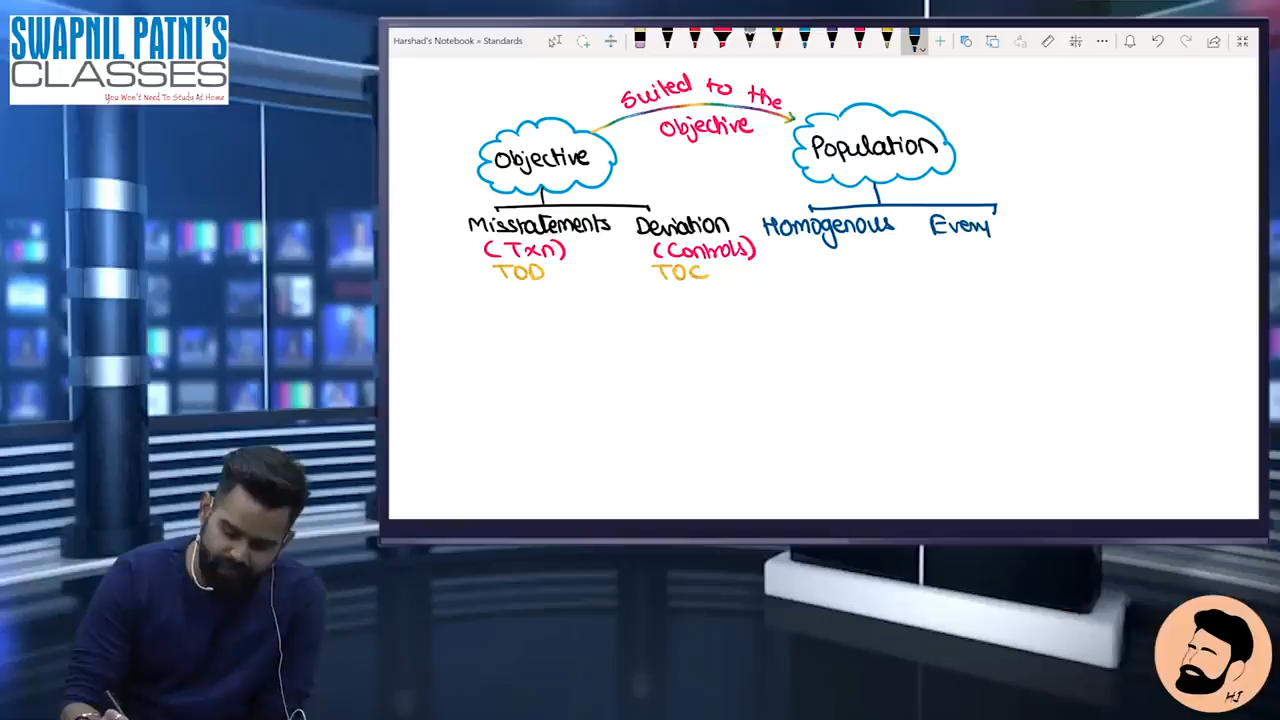 SWAPNIL PATNI'S
CLASSES
You Won't Need To Study At Home
Harshad's Notebook » Standards
Suited to the
Objective
Objective
Population
Misstatements
Deviation
Homogenous
Every
(Txn)
(Controls)
TOD
TOC
HJ